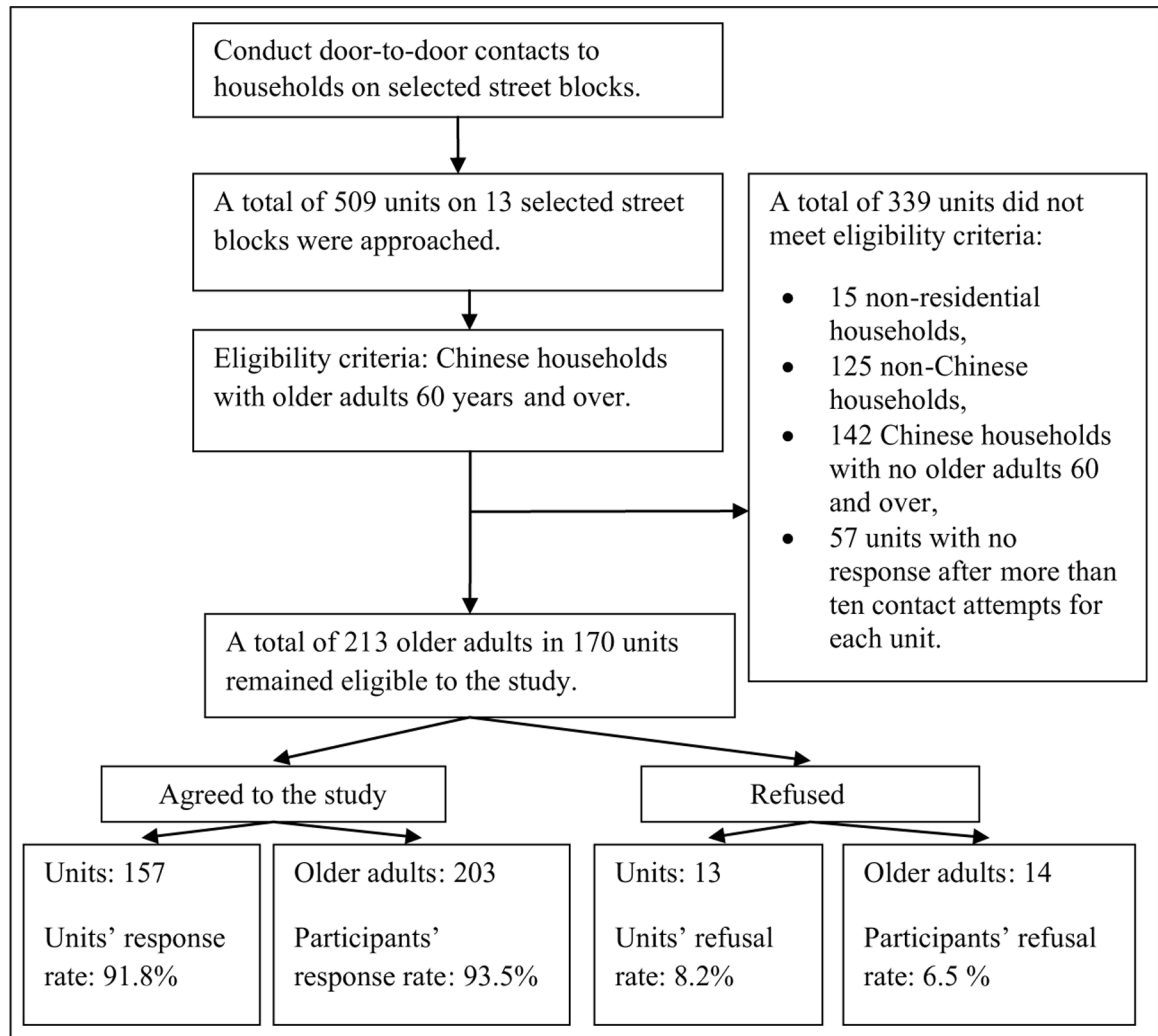 Conduct door-to-door contacts to
households on selected street blocks.
A total of 509 units on 13 selected street
blocks were approached.
A total of 339 units did not
meet eligibility criteria:
• 15 non-residential
households,
• 125 non-Chinese
households,
• 142 Chinese households
with no older adults 60
and over,
• 57 units with no
response after more than
ten contact attempts for
each unit.
Eligibility criteria: Chinese households
with older adults 60 years and over.
A total of 213 older adults in 170 units
remained eligible to the study.
Agreed to the study
Refused
Units: 157
Units’ response
rate: 91.8%
Older adults: 203
Participants’
response rate: 93.5%
Units: 13
Units’ refusal
rate: 8.2%
Older adults: 14
Participants’ refusal
rate: 6.5 %